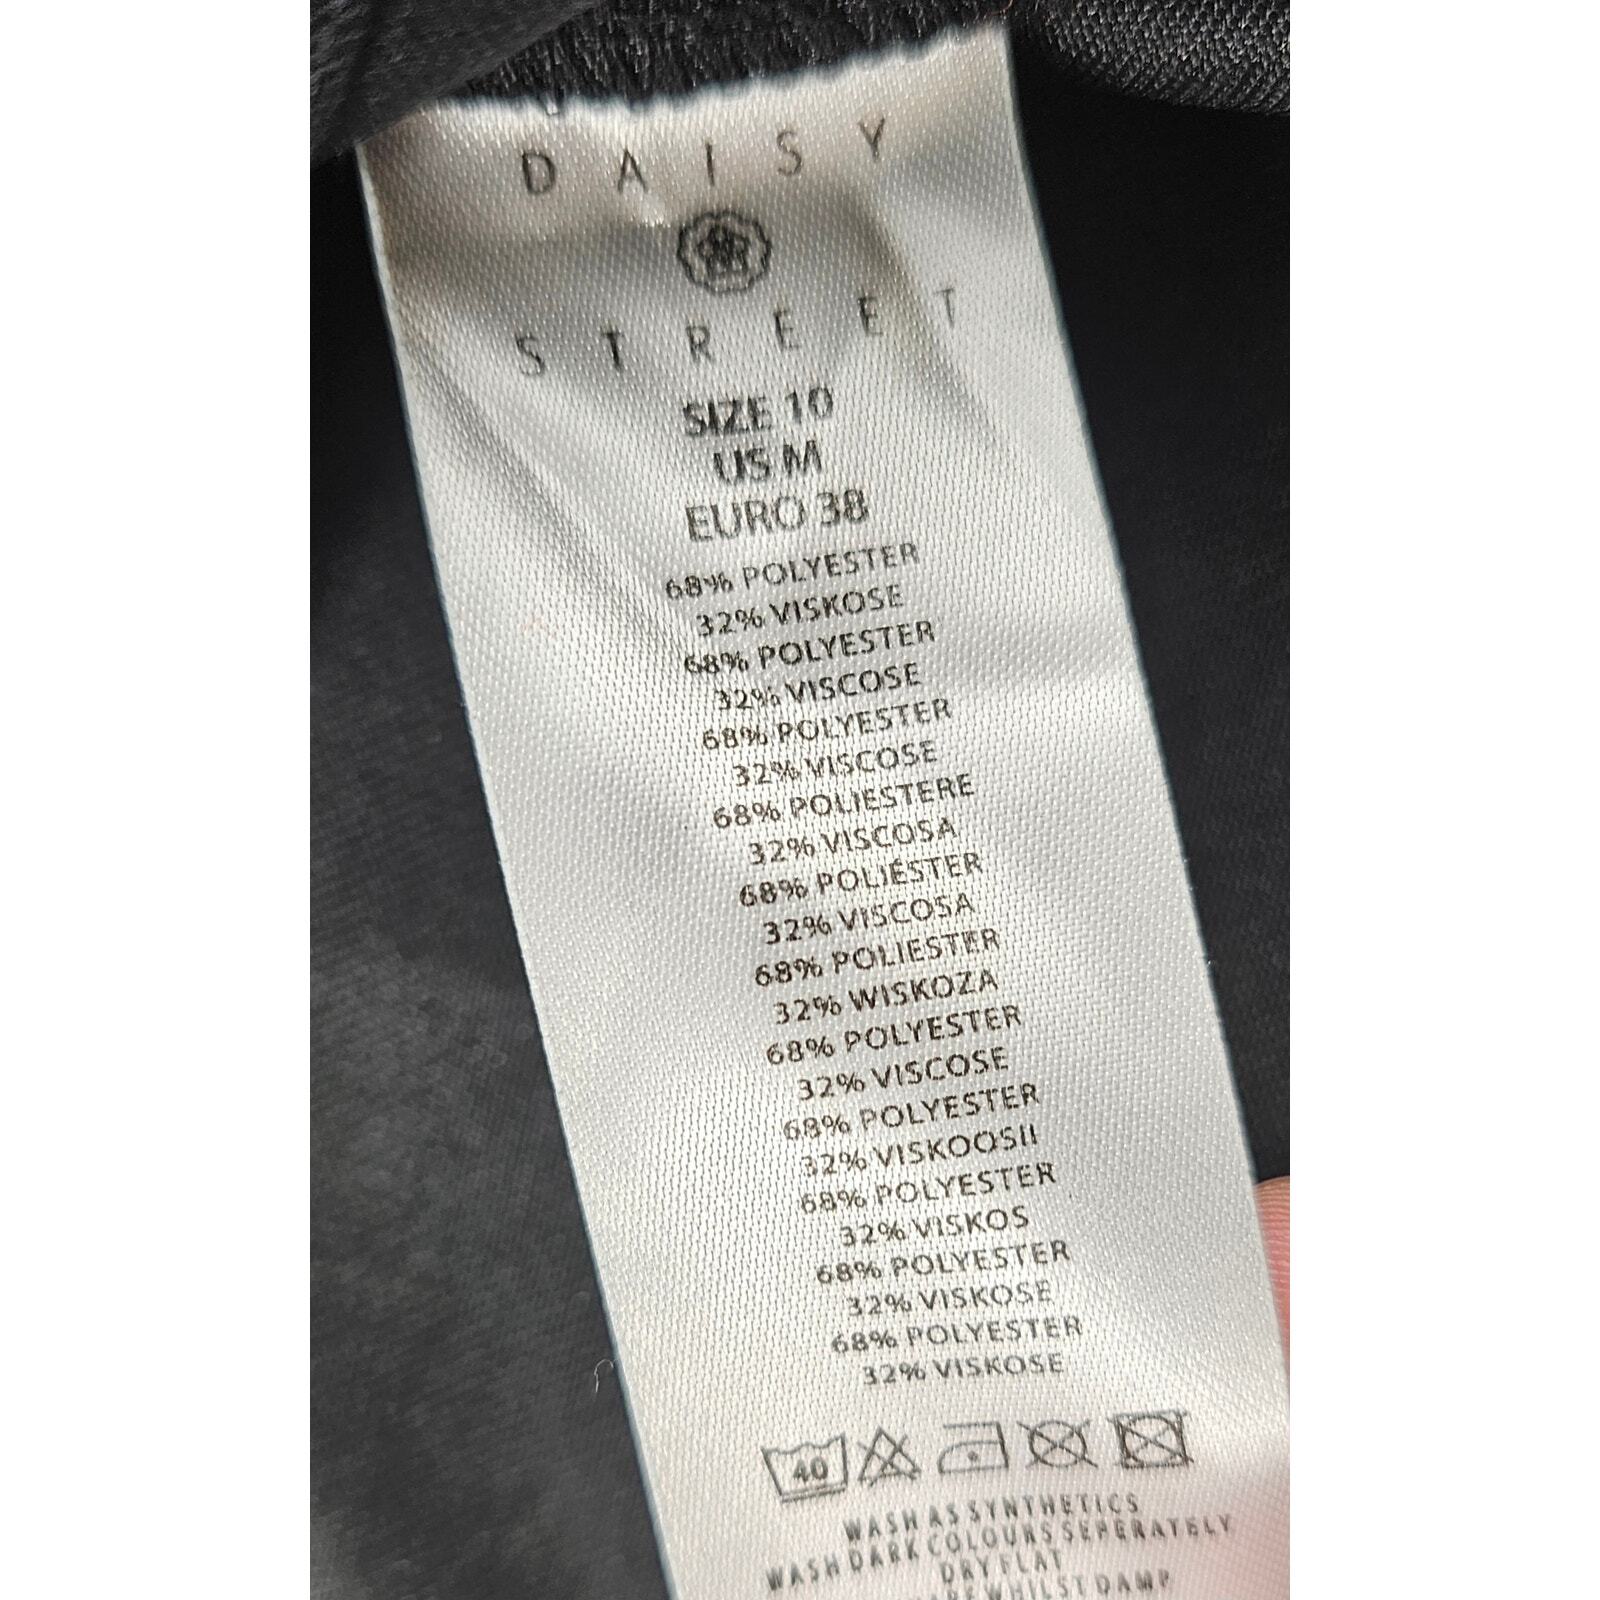 DAISY
STREET
SIZE 10
US M
EURO 38
68% POLYESTER
32% VISKOSE
68% POLYESTER
32% VISCOSE
68% POLYESTER
32% VISCOSE
68% POLIESTERE
32% VISCOSA
68% POLIÉSTER
32% VISCOSA
68% POLIESTER
32% WISKOZA
68% POLYESTER
32% VISCOSE
68% POLYESTER
32% VISKOOSII
68% POLYESTER
32% VISKOS
68% POLYESTER
32% VISKOSE
68% POLYESTER
32% VISKOSE
40
WASH AS SYNTHETICS
WASH DARK COLOURS SEPERATELY
DRY FLAT
WHILST DAMP